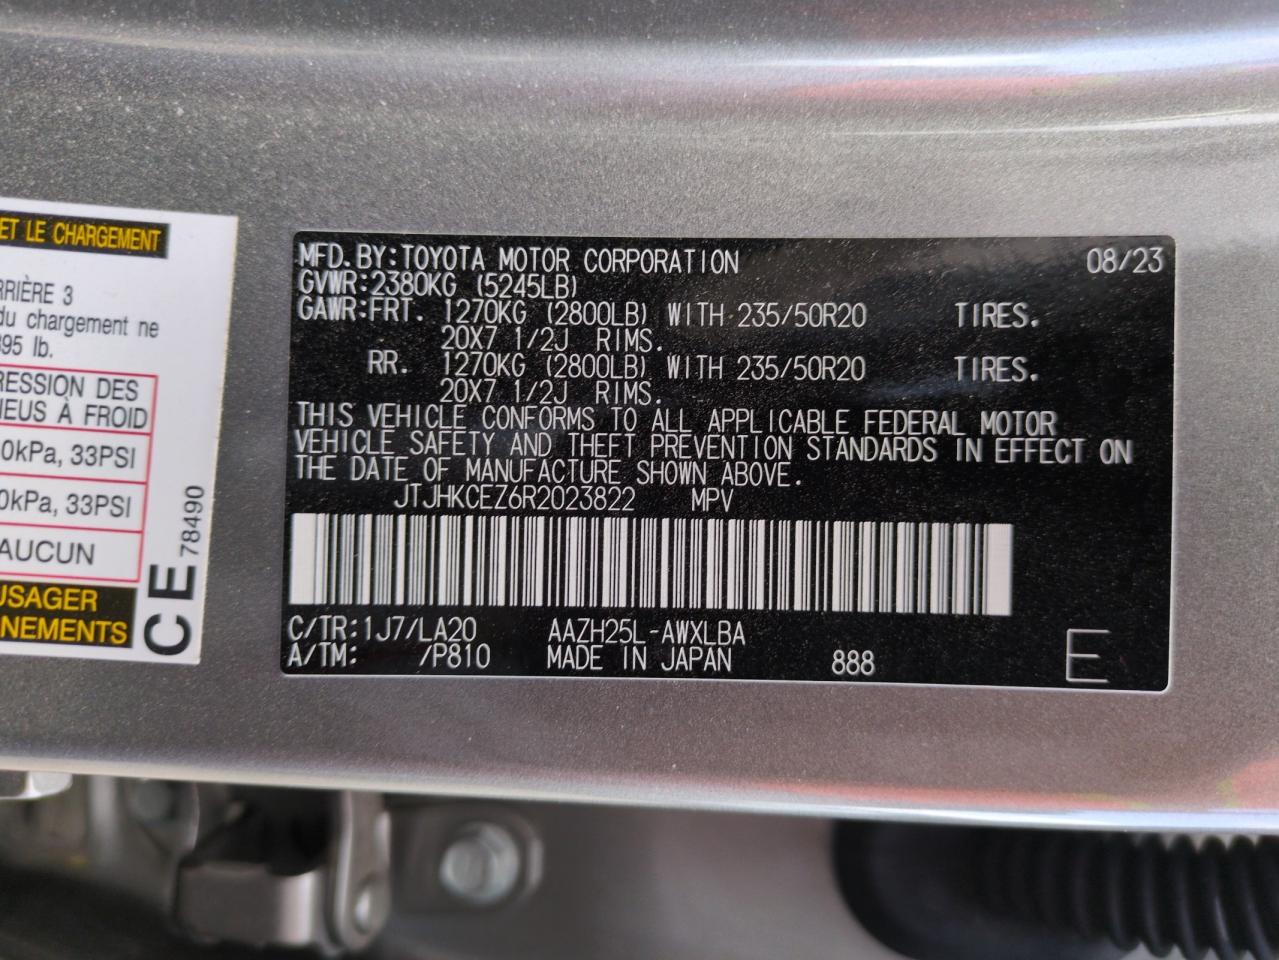 ET LE CHARGEMENT
RRIÈRE 3
du chargement ne
395 lb.
RESSION DES
IEUS À FROID
0kPa, 33PSI
0kPa, 33PSI
AUCUN
USAGER
NEMENTS
CE 78490
MFD.BY:TOYOTA MOTOR CORPORATION 08/23
GVWR:2380KG (5245LB)
GAWR:FRT. 1270KG (2800LB) WITH 235/50R20 TIRES.
20X7 1/2J RIMS.
RR. 1270KG (2800LB) WITH 235/50R20 TIRES.
20X7 1/2J RIMS.
THIS VEHICLE CONFORMS TO ALL APPLICABLE FEDERAL MOTOR
VEHICLE SAFETY AND THEFT PREVENTION STANDARDS IN EFFECT ON
THE DATE OF MANUFACTURE SHOWN ABOVE.
JTJHKCEZ6R2023822 MPV
C/TR:1J7/LA20 AAZH25L-AWXLBA
A/TM: /P810 MADE IN JAPAN 888 E